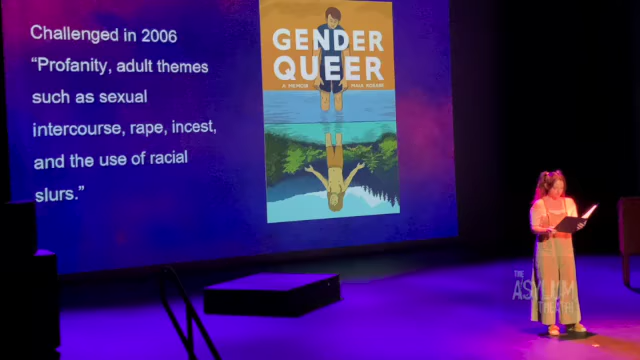 Challenged in 2006
“Profanity, adult themes
such as sexual
intercourse, rape, incest,
and the use of racial
slurs.”
GENDER
QUEER
A MEMOIR MAIA KOBABE
THE
ASYLUM
THEATRE